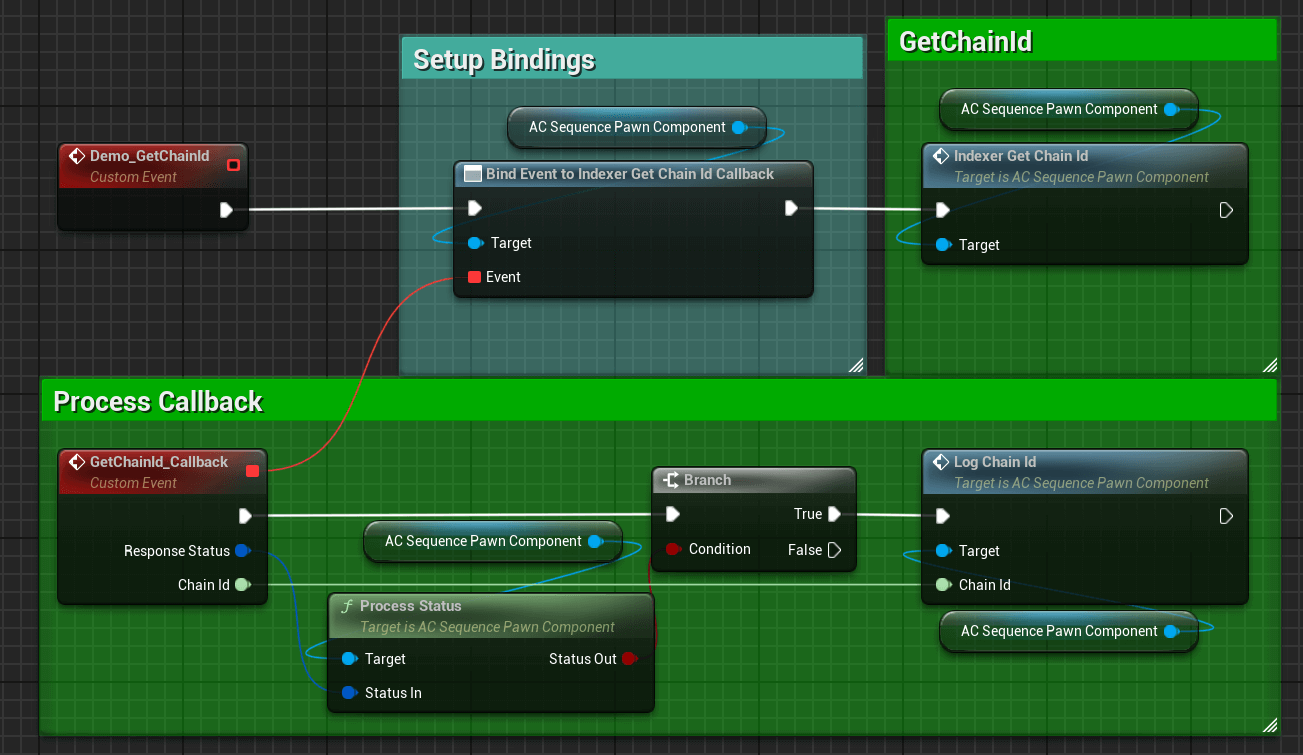 Setup Bindings
GetChainId
AC Sequence Pawn Component
AC Sequence Pawn Component
Demo_GetChainId
Custom Event
Bind Event to Indexer Get Chain Id Callback
Target
Event
Indexer Get Chain Id
Target is AC Sequence Pawn Component
Target
Process Callback
GetChainId_Callback
Custom Event
Response Status
Chain Id
AC Sequence Pawn Component
Branch
True
Condition
False
Log Chain Id
Target is AC Sequence Pawn Component
Target
Chain Id
Process Status
Target is AC Sequence Pawn Component
Target
Status Out
Status In
AC Sequence Pawn Component